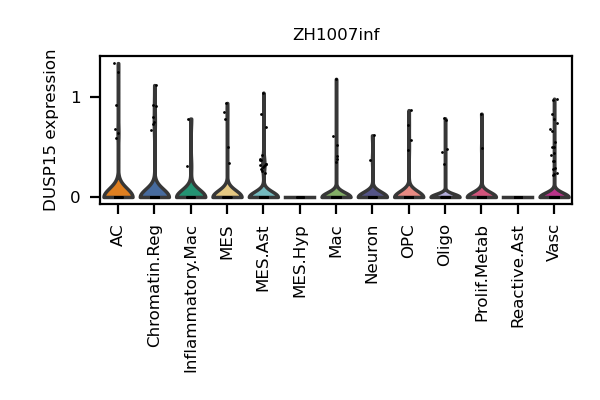 ZH1007inf
DUSP15 expression
1
0
AC
Chromatin.Reg
Inflammatory.Mac
MES
MES.Ast
MES.Hyp
Mac
Neuron
OPC
Oligo
Prolif.Metab
Reactive.Ast
Vasc